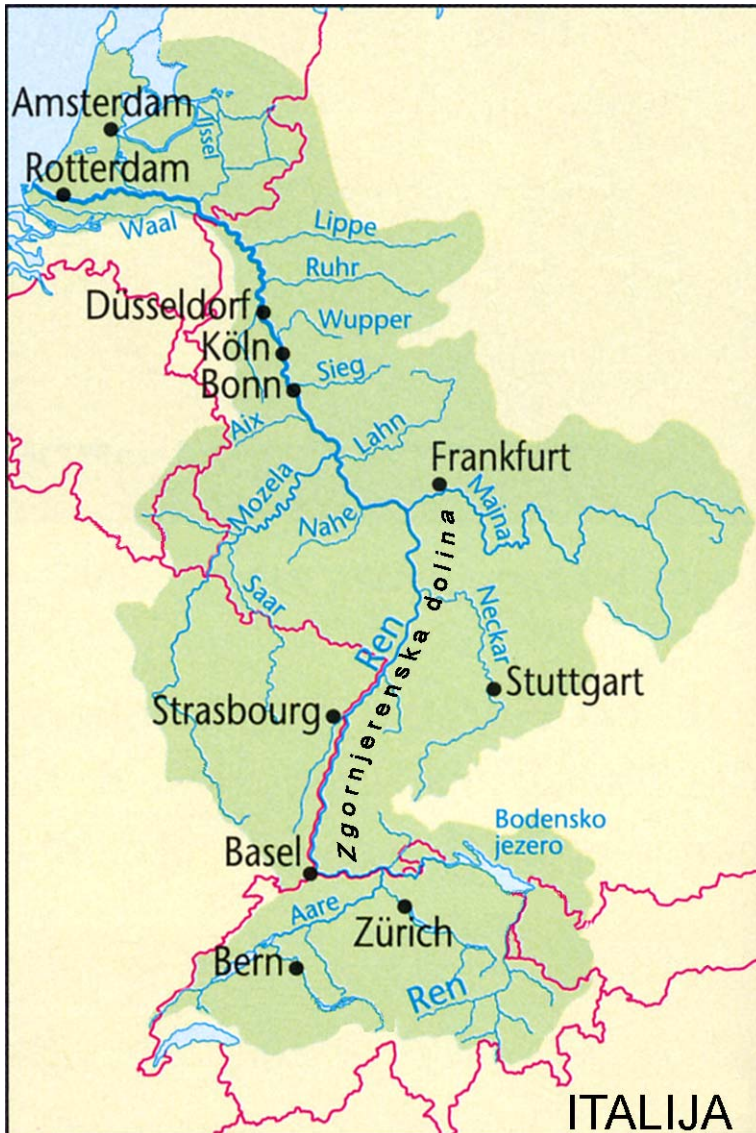 Amsterdam
IJssel
Rotterdam
Waal
Lippe
Ruhr
Düsseldorf
Wupper
Köln
Sieg
Bonn
Aix
Lahn
Frankfurt
Mozela
Majna
Nahe
Saar
Neckar
Ren
Zgornjerenska dolina
Stuttgart
Strasbourg
Bodensko
jezero
Basel
Aare
Zürich
Bern
Ren
ITALIJA